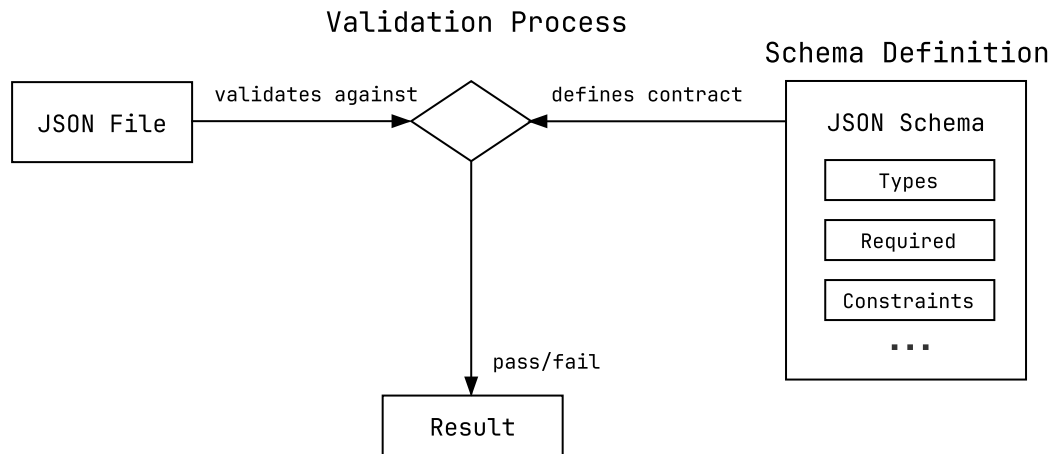 Validation Process
Schema Definition
validates against
defines contract
JSON File
JSON Schema
Types
Required
Constraints
...
pass/fail
Result